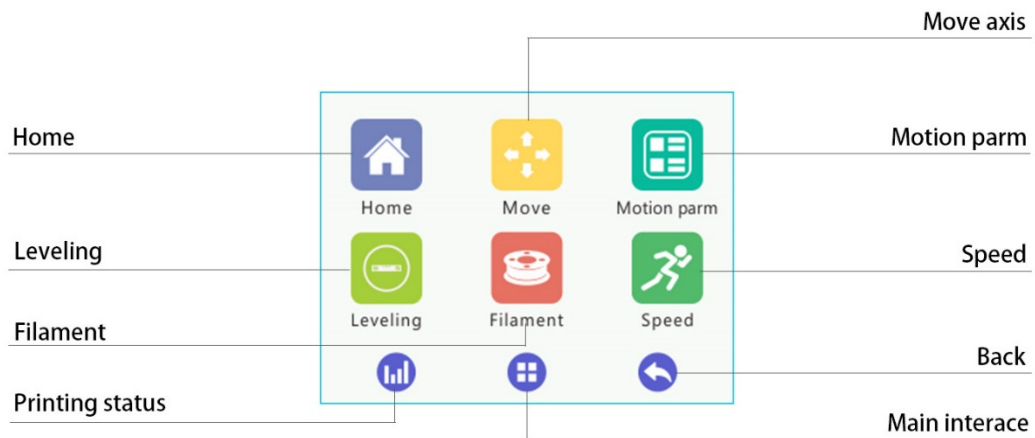 Move axis
Home
Motion parm
Home Move Motion parm
Leveling
Speed
Leveling Filament Speed
Filament
Back
Printing status
Main interace